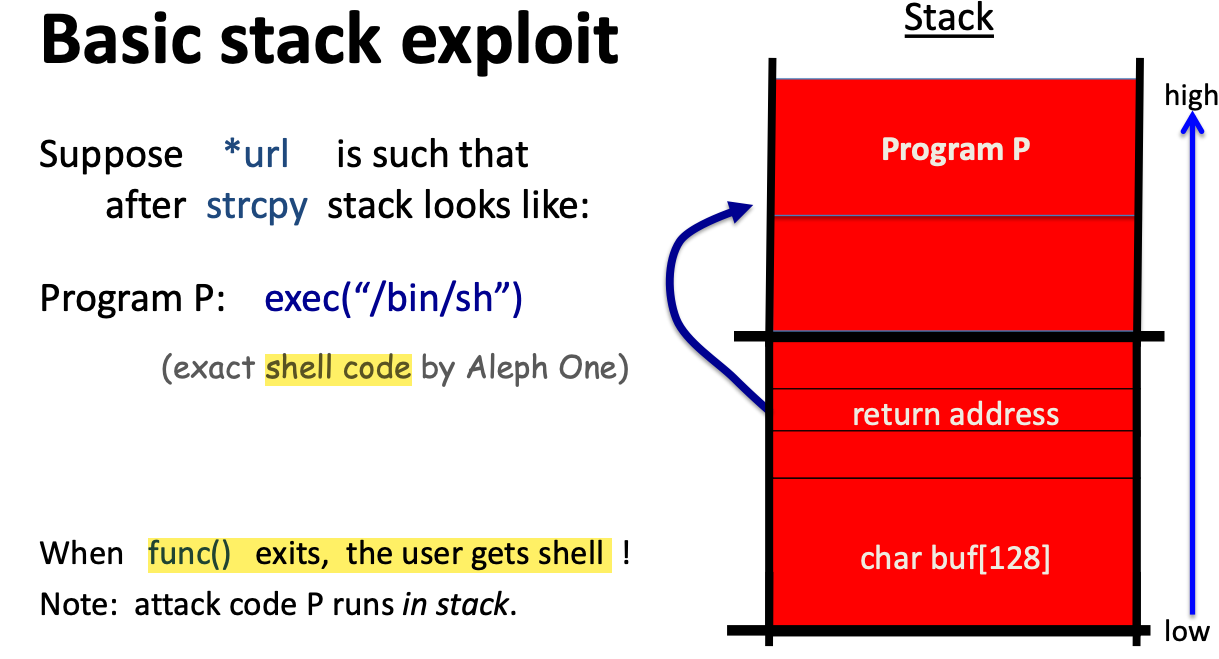 Basic stack exploit
Suppose *url is such that
after strcpy stack looks like:
Program P: exec(“/bin/sh”)
(exact shell code by Aleph One)
When func() exits, the user gets shell !
Note: attack code P runs in stack.
Stack
high
Program P
return address
char buf[128]
low